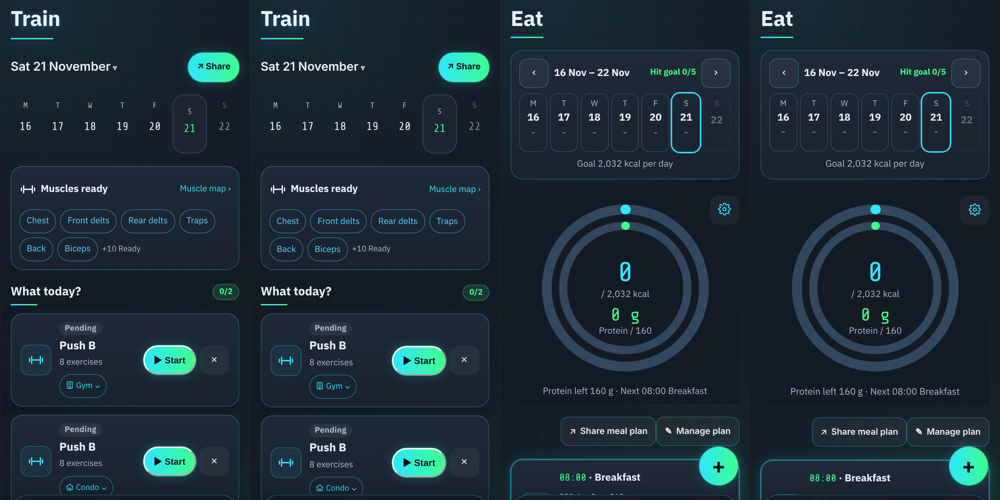 Train
Sat 21 November ▾
↗ Share
M T W T F S S
16 17 18 19 20 21 22
Muscles ready
Muscle map ›
Chest Front delts Rear delts Traps
Back Biceps +10 Ready
What today?
0/2
Pending
Push B
8 exercises
▶ Start
×
Gym
Pending
Push B
8 exercises
▶ Start
×
Condo
Train
Sat 21 November ▾
↗ Share
M T W T F S S
16 17 18 19 20 21 22
Muscles ready
Muscle map ›
Chest Front delts Rear delts Traps
Back Biceps +10 Ready
What today?
0/2
Pending
Push B
8 exercises
▶ Start
×
Gym
Pending
Push B
8 exercises
▶ Start
×
Condo
Eat
‹ 16 Nov – 22 Nov Hit goal 0/5 ›
M T W T F S S
16 17 18 19 20 21 22
- - - - - -
Goal 2,032 kcal per day
0
/ 2,032 kcal
0 g
Protein / 160
Protein left 160 g · Next 08:00 Breakfast
↗ Share meal plan
✎ Manage plan
08:00 · Breakfast
+
Eat
‹ 16 Nov – 22 Nov Hit goal 0/5 ›
M T W T F S S
16 17 18 19 20 21 22
- - - - - -
Goal 2,032 kcal per day
0
/ 2,032 kcal
0 g
Protein / 160
Protein left 160 g · Next 08:00 Breakfast
↗ Share meal plan
✎ Manage plan
08:00 · Breakfast
+